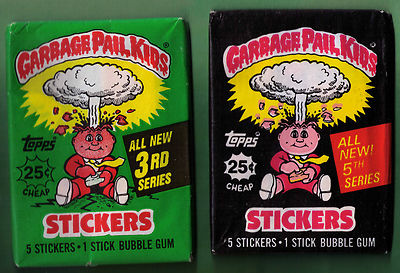 GARBAGE PAIL KIDS
topps
25¢
CHEAP
ALL NEW
3RD
SERIES
STICKERS
5 STICKERS • 1 STICK BUBBLE GUM
GARBAGE PAIL KIDS
topps
25¢
CHEAP
ALL
NEW!
5TH
SERIES
STICKERS
5 STICKERS • 1 STICK BUBBLE GUM